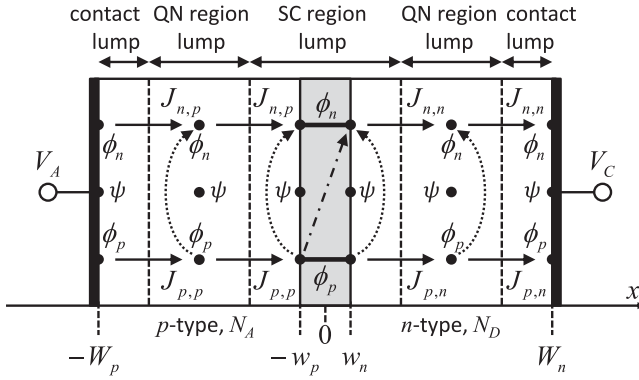 contact QN region SC region QN region contact
lump lump lump lump lump
J_{n,p} J_{n,p} ϕ_n J_{n,n} J_{n,n}
ϕ_n ϕ_n ϕ_n ϕ_n
V_A ψ ψ ψ ψ ψ ψ V_C
ϕ_p ϕ_p ϕ_p ϕ_p
J_{p,p} J_{p,p} ϕ_p J_{p,n} J_{p,n}
x
p-type, N_A 0 n-type, N_D
−W_p −w_p w_n W_n